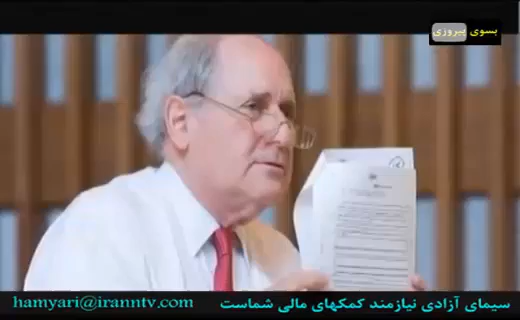 بسوی پیروزی
سیمای آزادی نیازمند کمکهای مالی شماست hamyari@iranntv.com